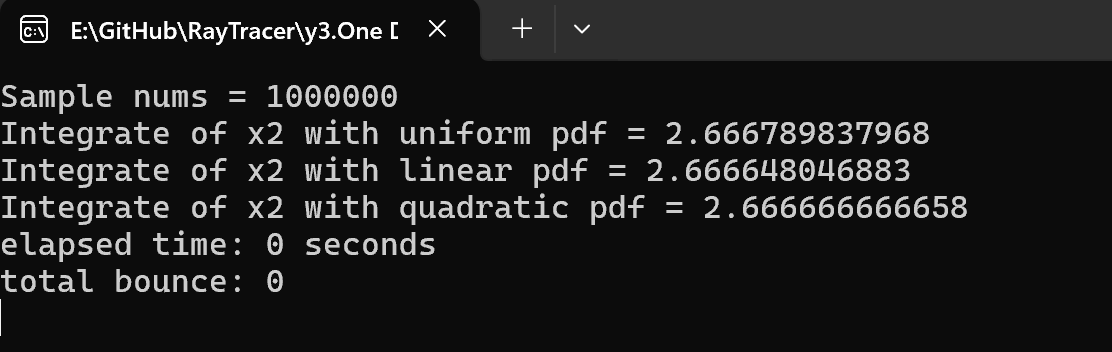 E:\GitHub\RayTracer\y3.One D
Sample nums = 1000000
Integrate of x2 with uniform pdf = 2.666789837968
Integrate of x2 with linear pdf = 2.666648046883
Integrate of x2 with quadratic pdf = 2.666666666658
elapsed time: 0 seconds
total bounce: 0